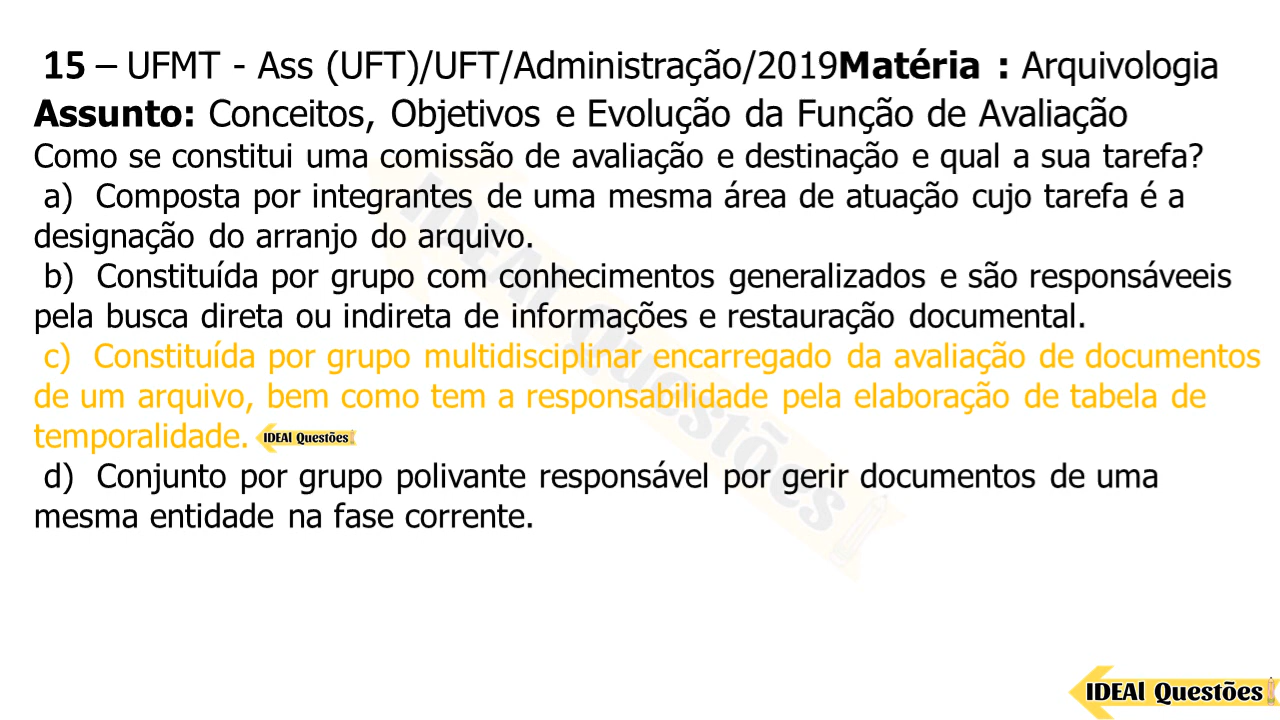 15 – UFMT - Ass (UFT)/UFT/Administração/2019Matéria : Arquivologia
Assunto: Conceitos, Objetivos e Evolução da Função de Avaliação
Como se constitui uma comissão de avaliação e destinação e qual a sua tarefa?
a) Composta por integrantes de uma mesma área de atuação cujo tarefa é a
designação do arranjo do arquivo.
b) Constituída por grupo com conhecimentos generalizados e são responsáveeis
pela busca direta ou indireta de informações e restauração documental.
c) Constituída por grupo multidisciplinar encarregado da avaliação de documentos
de um arquivo, bem como tem a responsabilidade pela elaboração de tabela de
temporalidade. IDEAl Questões
d) Conjunto por grupo polivante responsável por gerir documentos de uma
mesma entidade na fase corrente.
IDEAl questões
IDEAl Questões